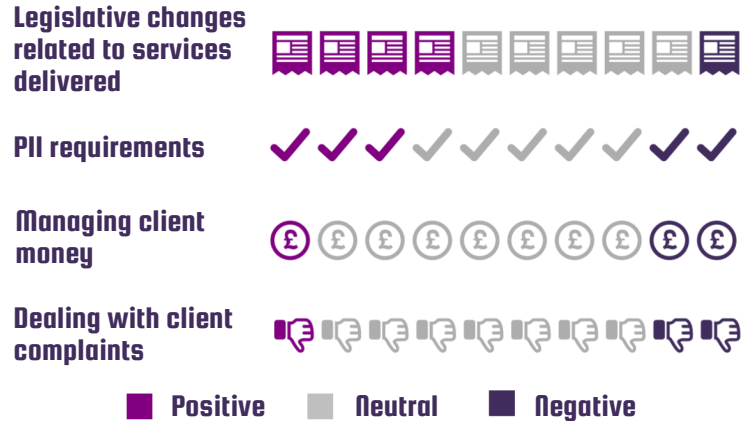 Legislative changes
related to services
delivered
PII requirements
Managing client
money
£ £ £ £ £ £ £ £ £ £
Dealing with client
complaints
Positive Neutral Negative